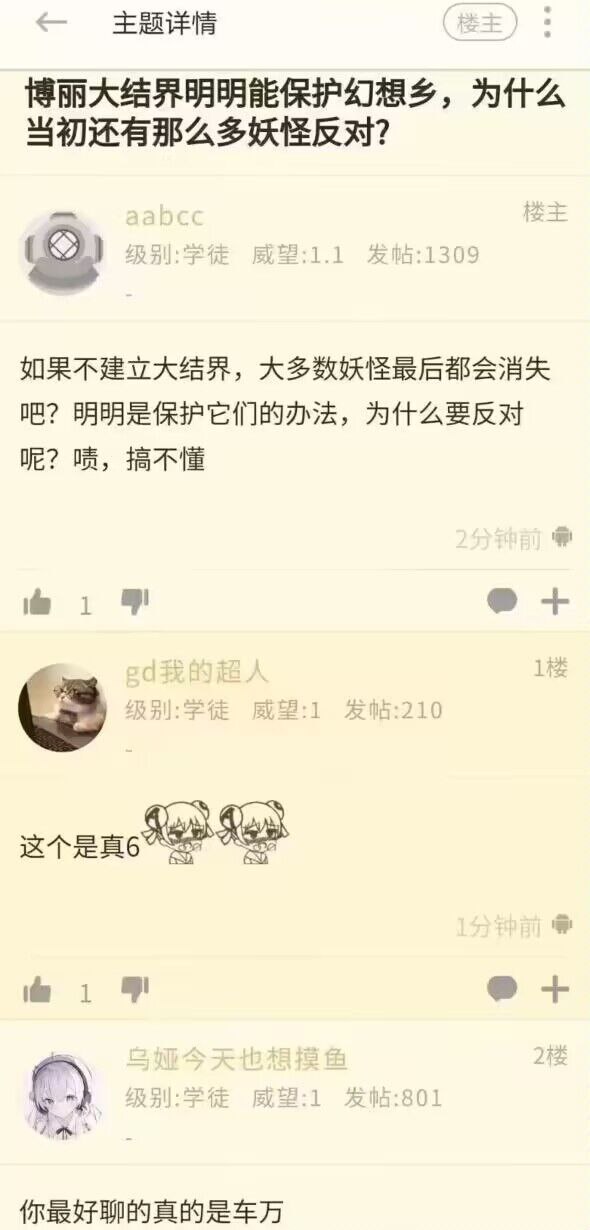 主题详情
楼主
博丽大结界明明能保护幻想乡，为什么
当初还有那么多妖怪反对?
aabcc
楼主
级别:学徒 威望:1.1 发帖:1309
-
如果不建立大结界，大多数妖怪最后都会消失
吧？明明是保护它们的办法，为什么要反对
呢？啧，搞不懂
2分钟前
1
gd我的超人
1楼
级别:学徒 威望:1 发帖:210
-
这个是真6
1分钟前
1
乌娅今天也想摸鱼
2楼
级别:学徒 威望:1 发帖:801
-
你最好聊的真的是车万